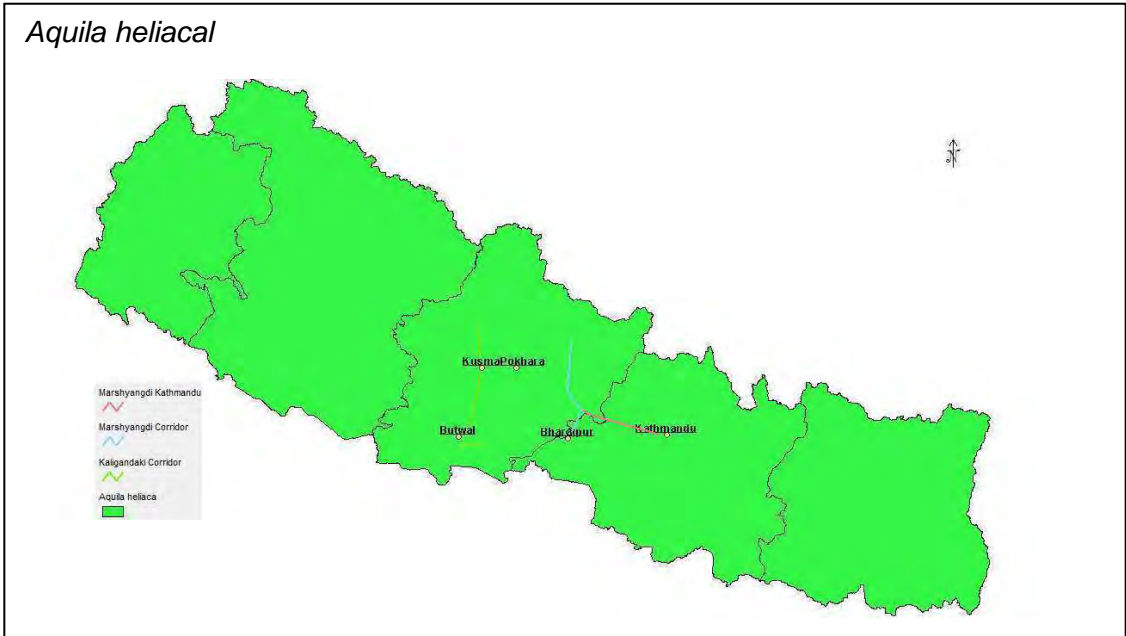 Aquila heliacal
N
KusmaPokhara
Butwal
Bharatpur
Kathmandu
Marshyangdi Kathmandu
Marshyangdi Corridor
Kaligandaki Corridor
Aquila heliaca